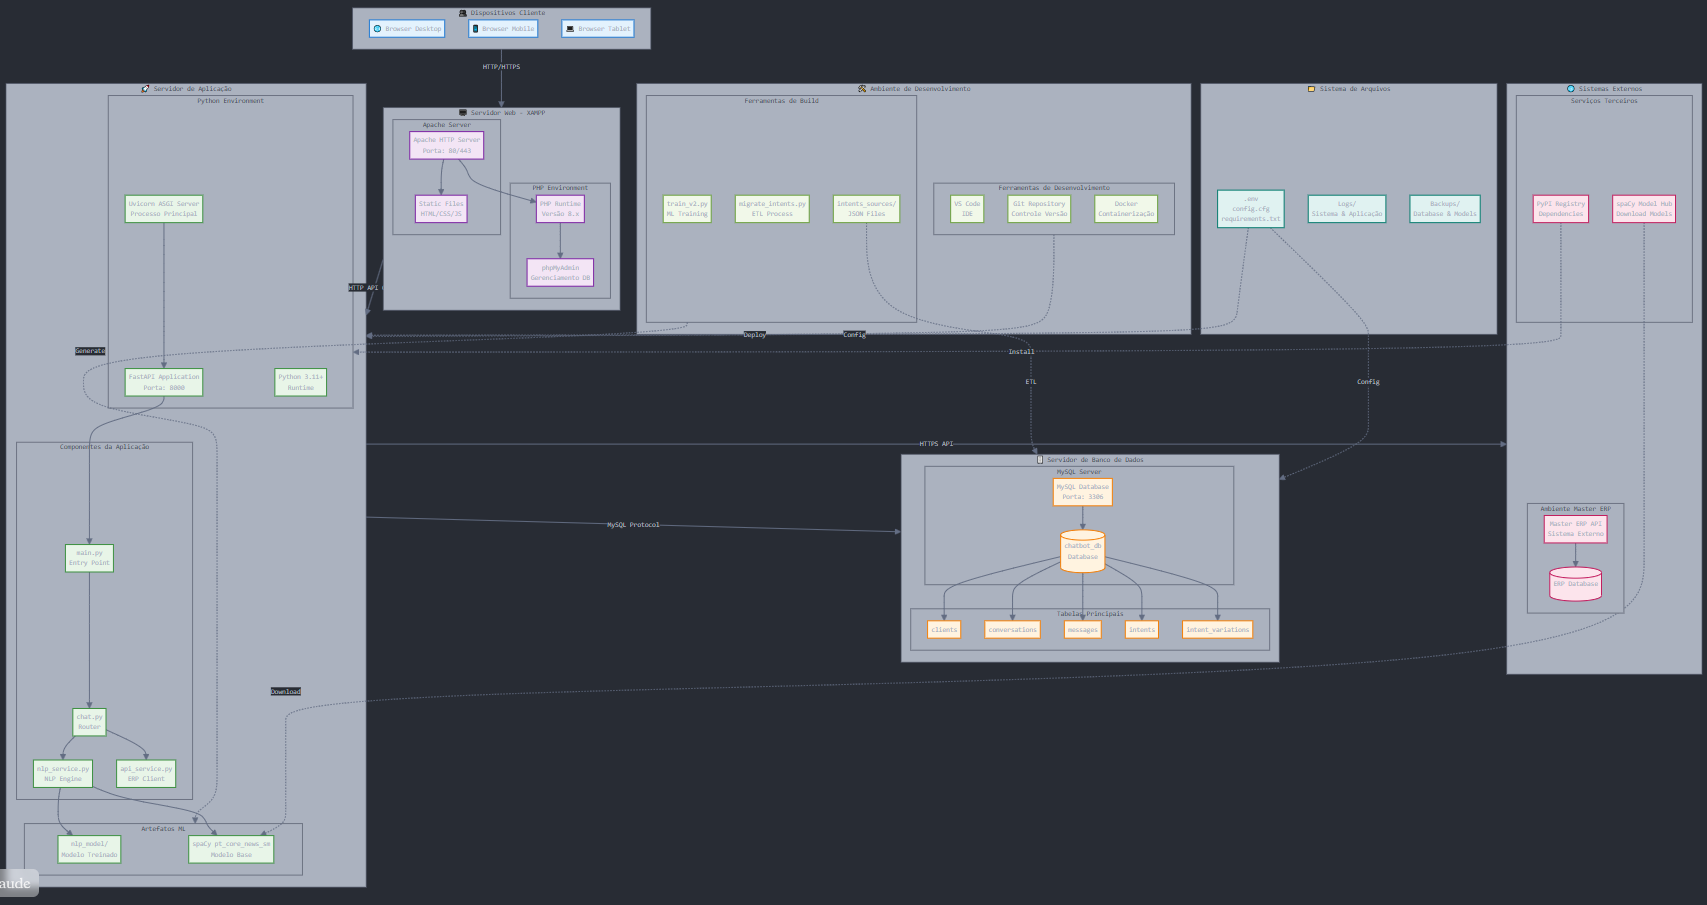 Dispositivos Cliente
Browser Desktop
Browser Mobile
Browser Tablet
HTTP/HTTPS
Servidor de Aplicação
Python Environment
Uvicorn ASGI Server
Processo Principal
FastAPI Application
Porta: 8000
Python 3.11+
Runtime
Componentes da Aplicação
main.py
Entry Point
chat.py
Router
nlp_service.py
NLP Engine
api_service.py
ERP Client
Artefatos ML
nlp_model/
Modelo Treinado
spaCy pt_core_news_sm
Modelo Base
Servidor Web - XAMPP
Apache Server
Apache HTTP Server
Porta: 80/443
Static Files
HTML/CSS/JS
PHP Environment
PHP Runtime
Versão 8.x
phpMyAdmin
Gerenciamento DB
HTTP API
Ambiente de Desenvolvimento
Ferramentas de Build
train_v2.py
ML Training
migrate_intents.py
ETL Process
intents_sources/
JSON Files
Ferramentas de Desenvolvimento
VS Code
IDE
Git Repository
Controle Versão
Docker
Containerização
Sistema de Arquivos
.env
config.cfg
requirements.txt
Logs/
Sistema & Aplicação
Backups/
Database & Models
Sistemas Externos
Serviços Terceiros
PyPI Registry
Dependencies
spaCy Model Hub
Download Models
Ambiente Master ERP
Master ERP API
Sistema Externo
ERP Database
Generate
Deploy
Config
Install
ETL
Config
HTTPS API
MySQL Protocol
Download
Servidor de Banco de Dados
MySQL Server
MySQL Database
Porta: 3306
chatbot_db
Database
Tabelas Principais
clients
conversations
messages
intents
intent_variations
aude